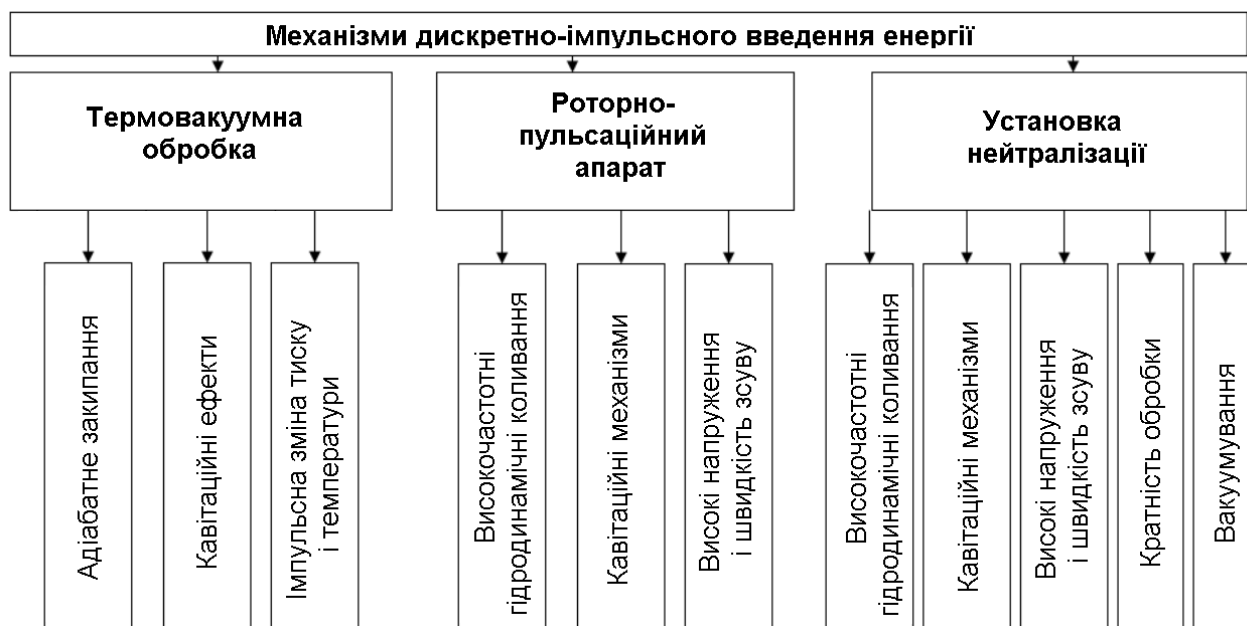 Механізми дискретно-імпульсного введення енергії
Термовакуумна
обробка
Роторно-
пульсаційний
апарат
Установка
нейтралізації
Адіабатне закипання
Кавітаційні ефекти
Імпульсна зміна тиску
і температури
Високочастотні
гідродинамічні коливання
Кавітаційні механізми
Високі напруження
і швидкість зсуву
Високочастотні
гідродинамічні коливання
Кавітаційні механізми
Високі напруження
і швидкість зсуву
Кратність обробки
Вакуумування